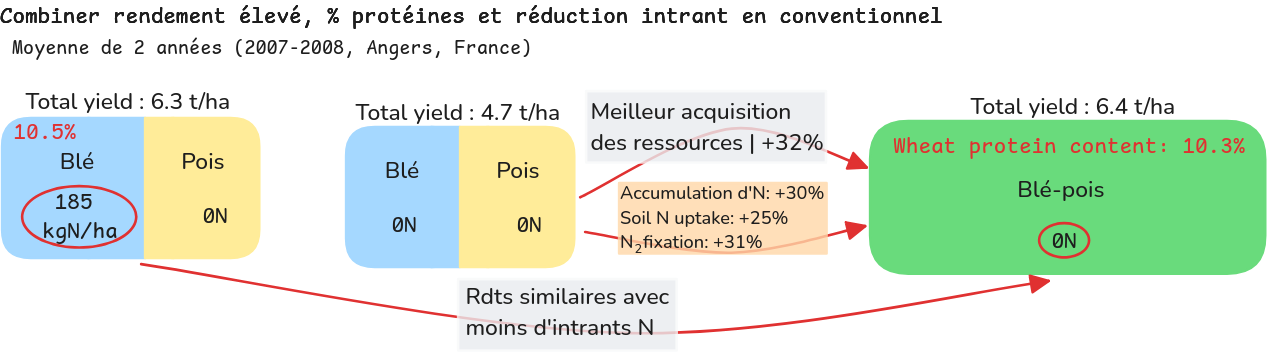 Combiner rendement élevé, % protéines et réduction intrant en conventionnel
Moyenne de 2 années (2007-2008, Angers, France)
Total yield : 6.3 t/ha
10.5%
Blé
Pois
185
kgN/ha
0N
Total yield : 4.7 t/ha
Blé
Pois
0N
0N
Meilleur acquisition
des ressources | +32%
Accumulation d'N: +30%
Soil N uptake: +25%
N₂fixation: +31%
Total yield : 6.4 t/ha
Wheat protein content: 10.3%
Blé-pois
0N
Rdts similaires avec
moins d'intrants N